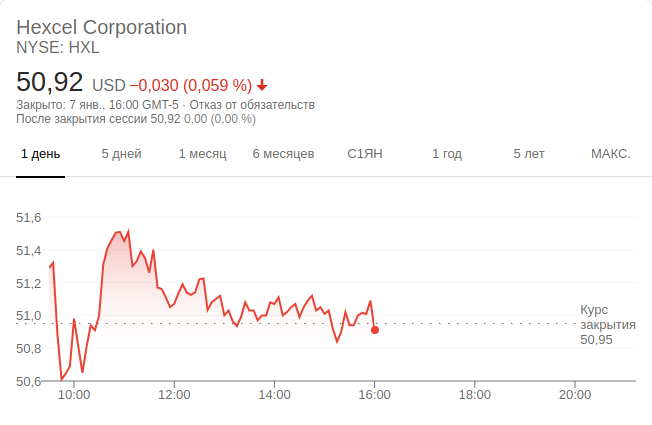 Hexcel Corporation
NYSE: HXL
50,92 USD −0,030 (0,059 %)
Закрыто: 7 янв., 16:00 GMT-5 · Отказ от обязательств
После закрытия сессии 50,92 0,00 (0,00 %)
1 день 5 дней 1 месяц 6 месяцев С1ЯН 1 год 5 лет МАКС.
51,6
51,4
51,2
51,0
50,8
50,6
Курс
закрытия
50,95
10:00 12:00 14:00 16:00 18:00 20:00